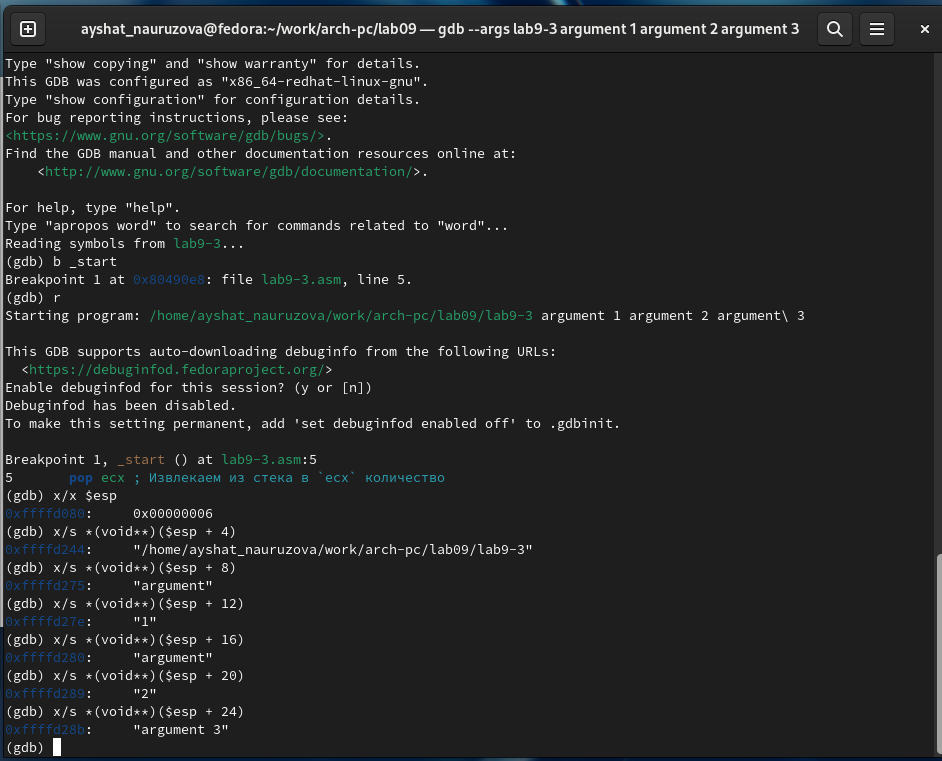 ayshat_nauruzova@fedora:~/work/arch-pc/lab09 — gdb --args lab9-3 argument 1 argument 2 argument 3
Type "show copying" and "show warranty" for details.
This GDB was configured as "x86_64-redhat-linux-gnu".
Type "show configuration" for configuration details.
For bug reporting instructions, please see:
<https://www.gnu.org/software/gdb/bugs/>.
Find the GDB manual and other documentation resources online at:
    <http://www.gnu.org/software/gdb/documentation/>.

For help, type "help".
Type "apropos word" to search for commands related to "word"...
Reading symbols from lab9-3...
(gdb) b _start
Breakpoint 1 at 0x80490e8: file lab9-3.asm, line 5.
(gdb) r
Starting program: /home/ayshat_nauruzova/work/arch-pc/lab09/lab9-3 argument 1 argument 2 argument\ 3

This GDB supports auto-downloading debuginfo from the following URLs:
  <https://debuginfod.fedoraproject.org/>
Enable debuginfod for this session? (y or [n])
Debuginfod has been disabled.
To make this setting permanent, add 'set debuginfod enabled off' to .gdbinit.

Breakpoint 1, _start () at lab9-3.asm:5
5       pop ecx ; Извлекаем из стека в `ecx` количество
(gdb) x/x $esp
0xffffd080:     0x00000006
(gdb) x/s *(void**)($esp + 4)
0xffffd244:     "/home/ayshat_nauruzova/work/arch-pc/lab09/lab9-3"
(gdb) x/s *(void**)($esp + 8)
0xffffd275:     "argument"
(gdb) x/s *(void**)($esp + 12)
0xffffd27e:     "1"
(gdb) x/s *(void**)($esp + 16)
0xffffd280:     "argument"
(gdb) x/s *(void**)($esp + 20)
0xffffd289:     "2"
(gdb) x/s *(void**)($esp + 24)
0xffffd28b:     "argument 3"
(gdb)